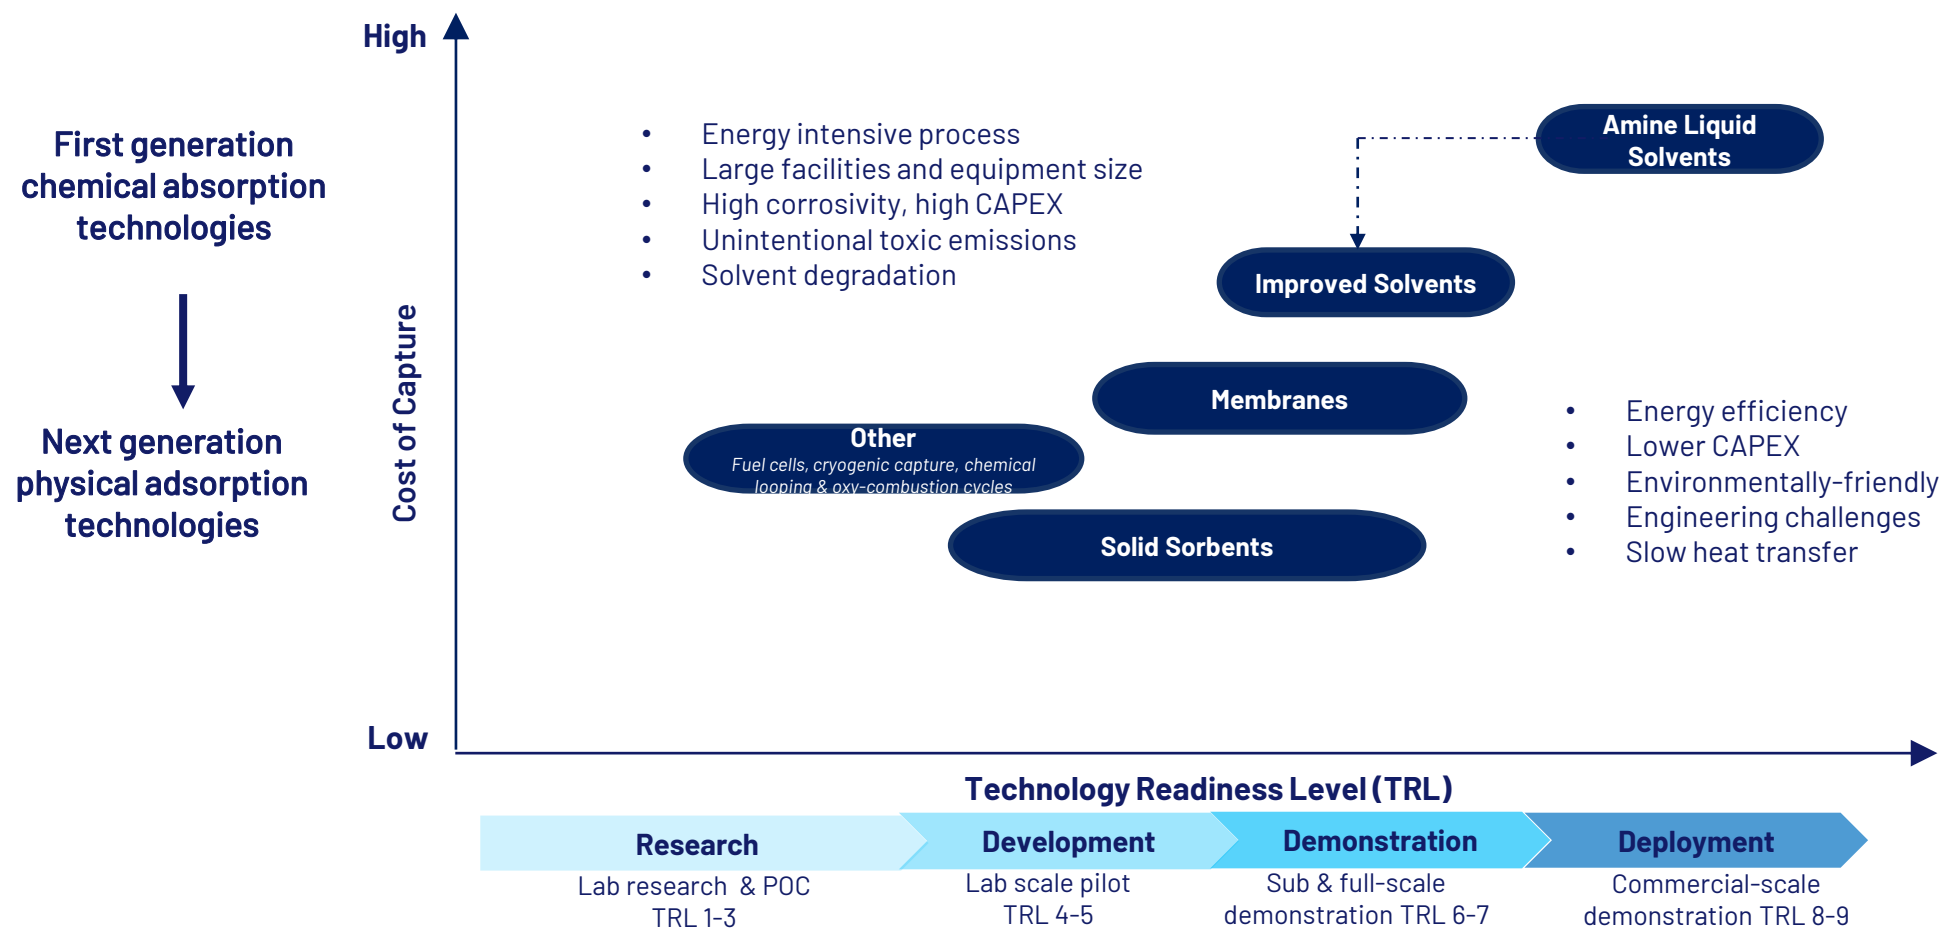 High
First generation
chemical absorption
technologies
Next generation
physical adsorption
technologies
Cost of Capture
• Energy intensive process
• Large facilities and equipment size
• High corrosivity, high CAPEX
• Unintentional toxic emissions
• Solvent degradation
Amine Liquid
Solvents
Improved Solvents
Membranes
Other
Fuel cells, cryogenic capture, chemical
looping & oxy-combustion cycles
Solid Sorbents
• Energy efficiency
• Lower CAPEX
• Environmentally-friendly
• Engineering challenges
• Slow heat transfer
Low
Technology Readiness Level (TRL)
Research
Lab research & POC
TRL 1-3
Development
Lab scale pilot
TRL 4-5
Demonstration
Sub & full-scale
demonstration TRL 6-7
Deployment
Commercial-scale
demonstration TRL 8-9